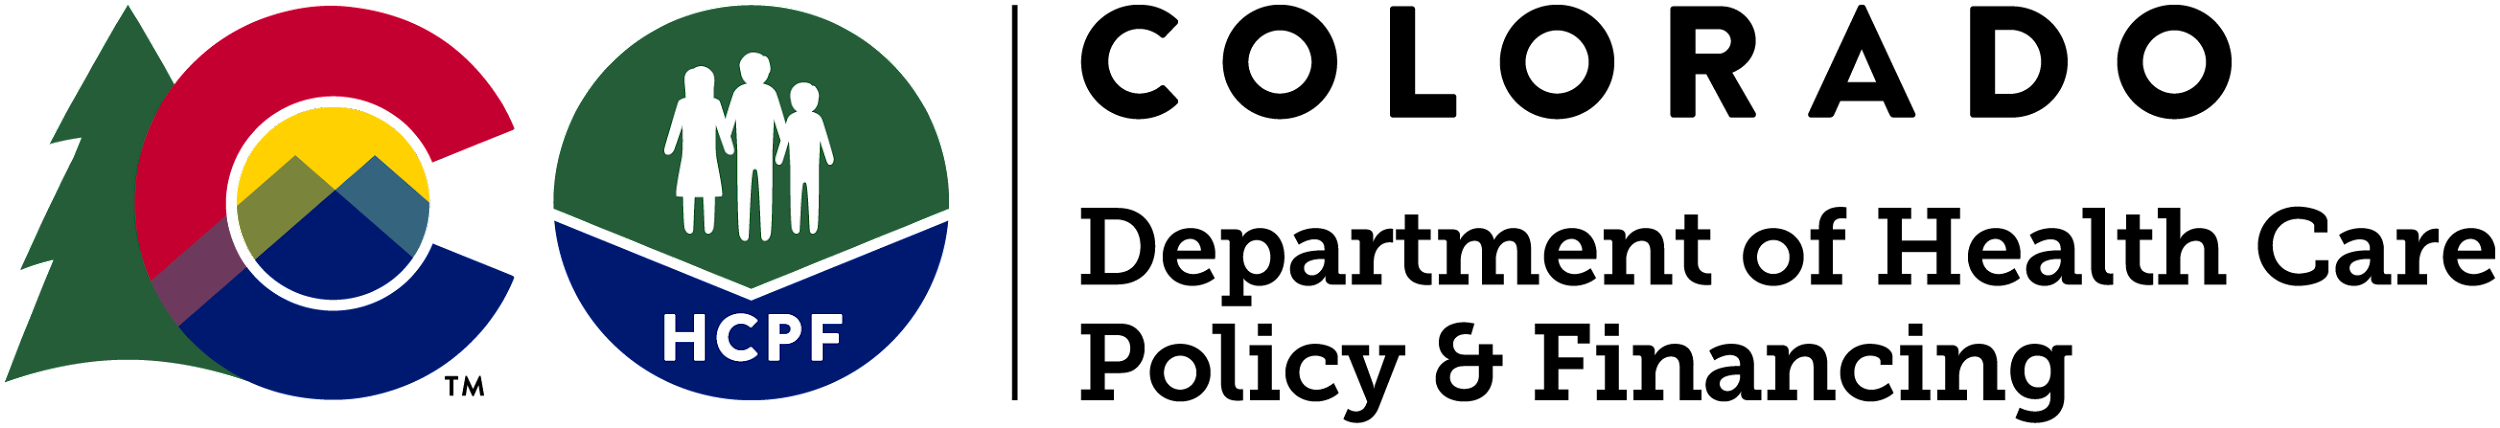 TM
HCPF
COLORADO
Department of Health Care
Policy & Financing